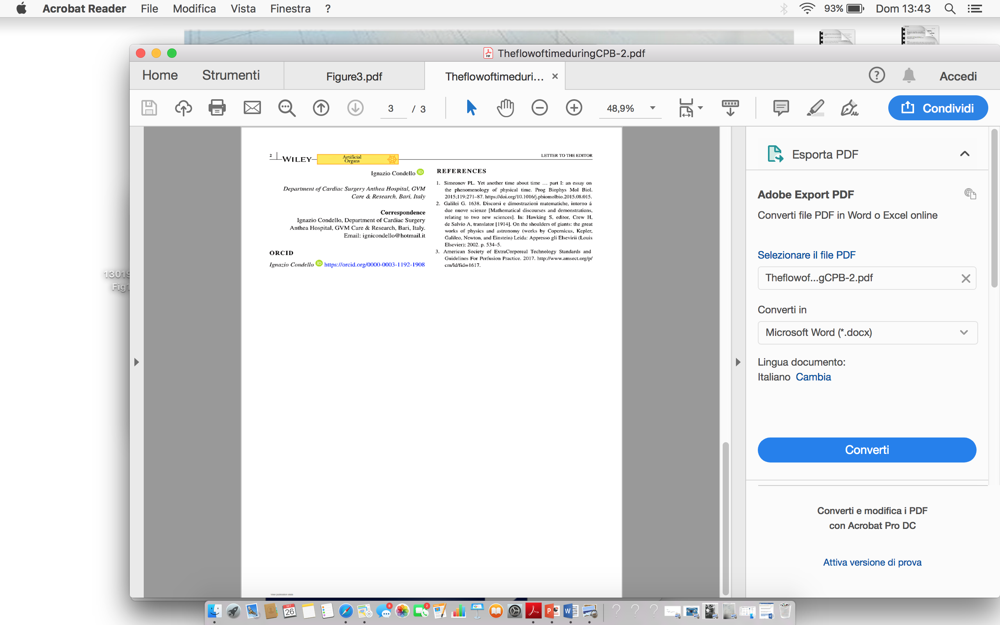 Acrobat Reader File Modifica Vista Finestra ? 93% Dom 13:43
TheflowoftimeduringCPB-2.pdf
Home Strumenti Figure3.pdf Theflowoftimeduri... × Accedi
3 / 3 48,9% Condividi
2 WILEY Artificial Organs LETTER TO THE EDITOR
Ignazio Condello iD
Department of Cardiac Surgery Anthea Hospital, GVM
Care & Research, Bari, Italy
Correspondence
Ignazio Condello, Department of Cardiac Surgery
Anthea Hospital, GVM Care & Research, Bari, Italy.
Email: ignicondello@hotmail.it
ORCID
Ignazio Condello iD https://orcid.org/0000-0003-1192-1908
REFERENCES
1. Simeonov PL. Yet another time about time … part I: an essay on
the phenomenology of physical time. Prog Biophys Mol Biol.
2015;119:271–87. https://doi.org/10.1016/j.pbiomolbio.2015.08.015.
2. Galilei G. 1638. Discorsi e dimostrazioni matematiche, intorno á
due nuove scienze [Mathematical discourses and demonstrations,
relating to two new sciences]. In: Hawking S, editor, Crew H,
de Salvio A, translator [1914]. On the shoulders of giants: the great
works of physics and astronomy (works by Copernicus, Kepler,
Galileo, Newton, and Einstein) Leida: Appresso gli Elsevirii (Louis
Elsevier); 2002. p. 534–5.
3. American Society of ExtraCorporeal Technology Standards and
Guidelines For Perfusion Practice. 2017. http://www.amsect.org/p/
cm/ld/fid=1617.
View publication stats
13019
Fig1
Esporta PDF
Adobe Export PDF
Converti file PDF in Word o Excel online
Selezionare il file PDF
Theflowof...gCPB-2.pdf
Converti in
Microsoft Word (*.docx)
Lingua documento:
Italiano Cambia
Converti
Converti e modifica i PDF
con Acrobat Pro DC
Attiva versione di prova
SET
26
8
2